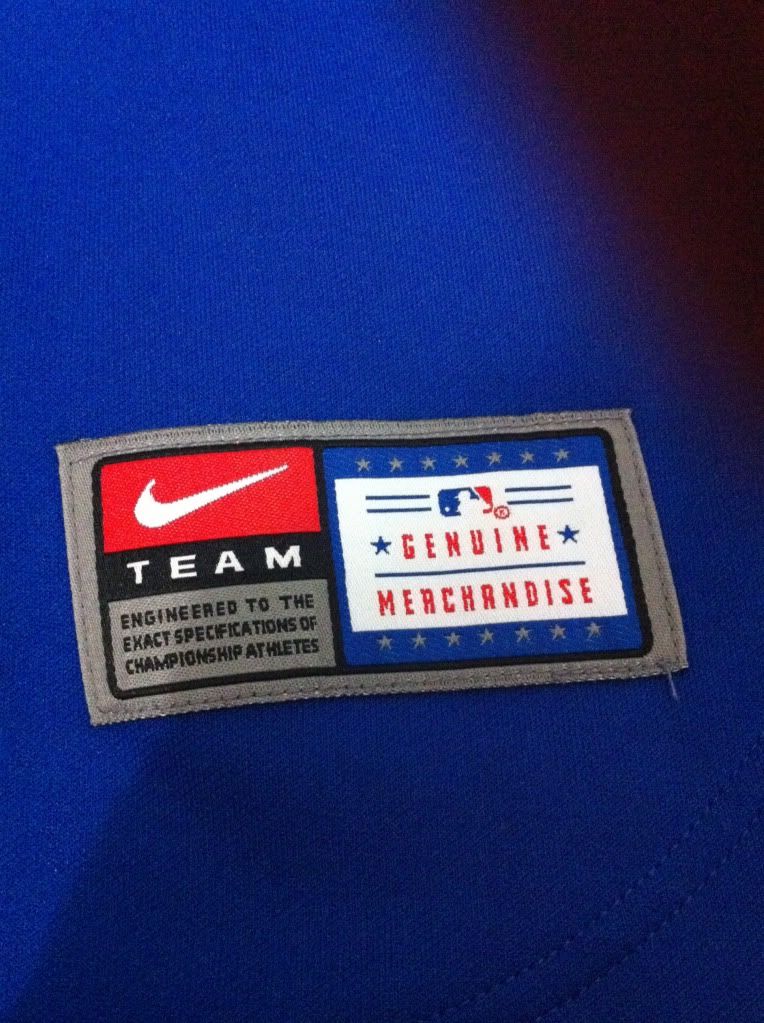 TEAM
ENGINEERED TO THE
EXACT SPECIFICATIONS OF
CHAMPIONSHIP ATHLETES
GENUINE
MERCHANDISE